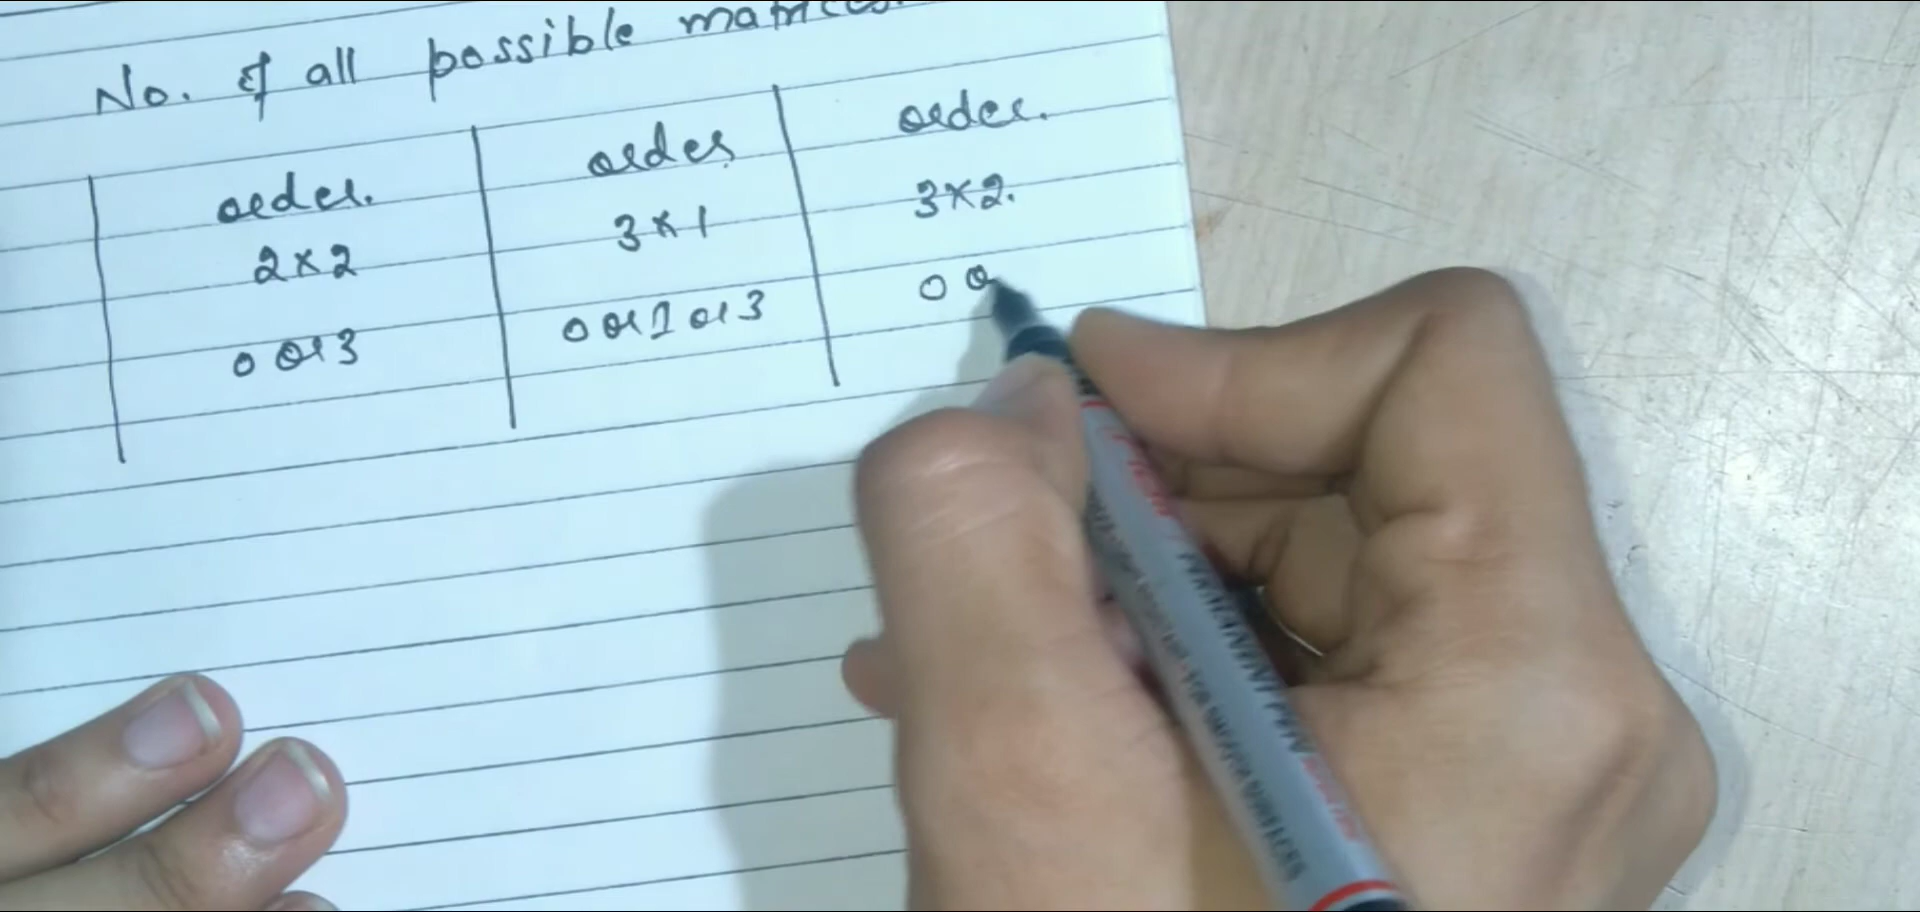 No. of all possible matrices.
order. order order.
2×2 3×1 3×2.
0 or 3 0 or 1 or 3 0 o